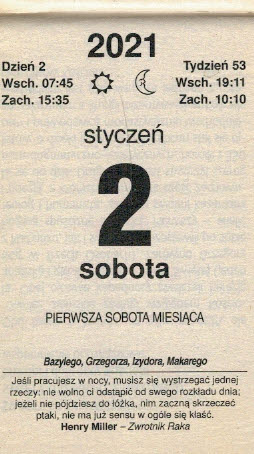 2021
Dzień 2 Tydzień 53
Wsch. 07:45 Wsch. 19:11
Zach. 15:35 Zach. 10:10
styczeń
2
sobota
PIERWSZA SOBOTA MIESIĄCA
Bazylego, Grzegorza, Izydora, Makarego
Jeśli pracujesz w nocy, musisz się wystrzegać jednej
rzeczy: nie wolno ci odstąpić od swego rozkładu dnia;
jeżeli nie pójdziesz do łóżka, nim zaczną skrzeczeć
ptaki, nie ma już sensu w ogóle się kłaść.
Henry Miller – Zwrotnik Raka